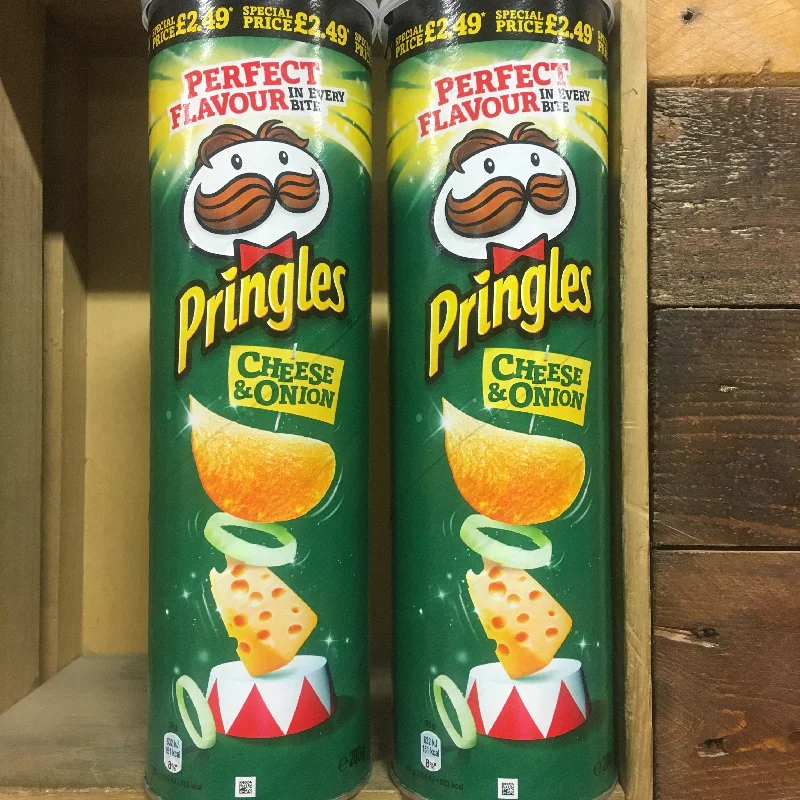 SPECIAL PRICE £2.49* SPECIAL PRICE £2.49*
PERFECT
FLAVOUR IN EVERY BITE
Pringles
CHEESE
& ONION
SPECIAL PRICE £2.49* SPECIAL PRICE £2.49*
PERFECT
FLAVOUR IN EVERY BITE
Pringles
CHEESE
& ONION